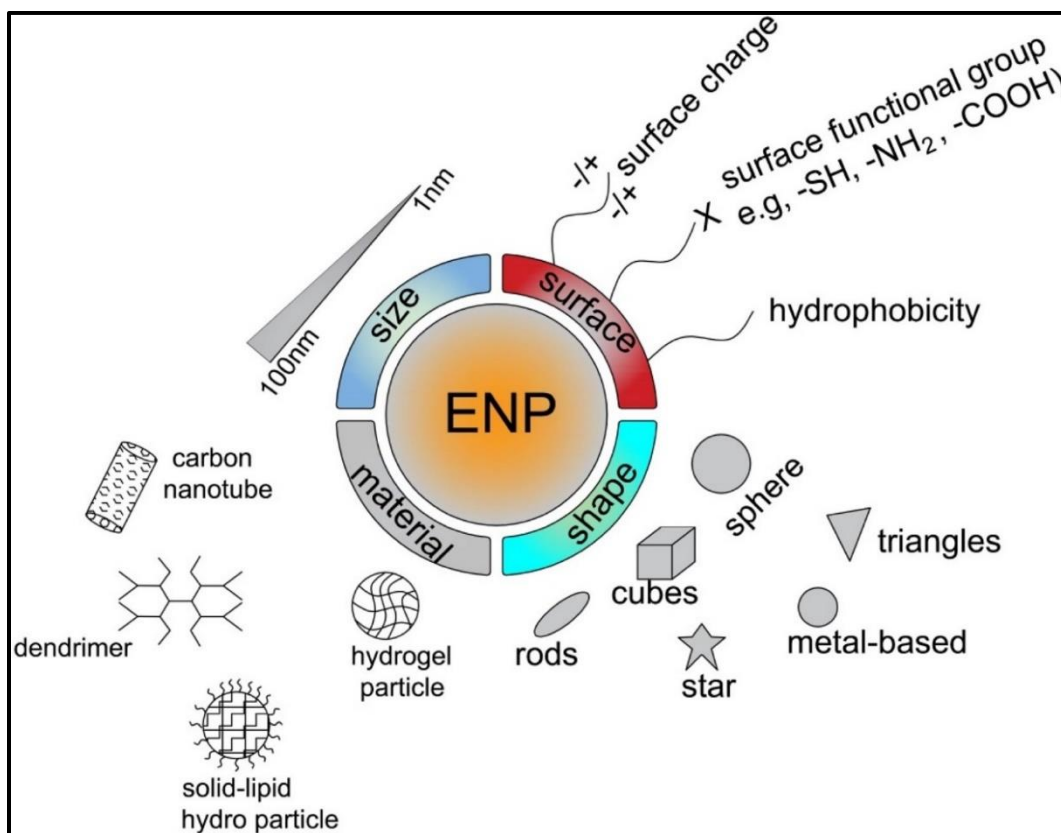 -/+
-/+
surface charge
X
surface functional group
e.g, -SH, -NH₂, -COOH)
1nm
100nm
size
surface
hydrophobicity
ENP
material
shape
carbon
nanotube
sphere
triangles
cubes
dendrimer
hydrogel
particle
rods
star
metal-based
solid-lipid
hydro particle